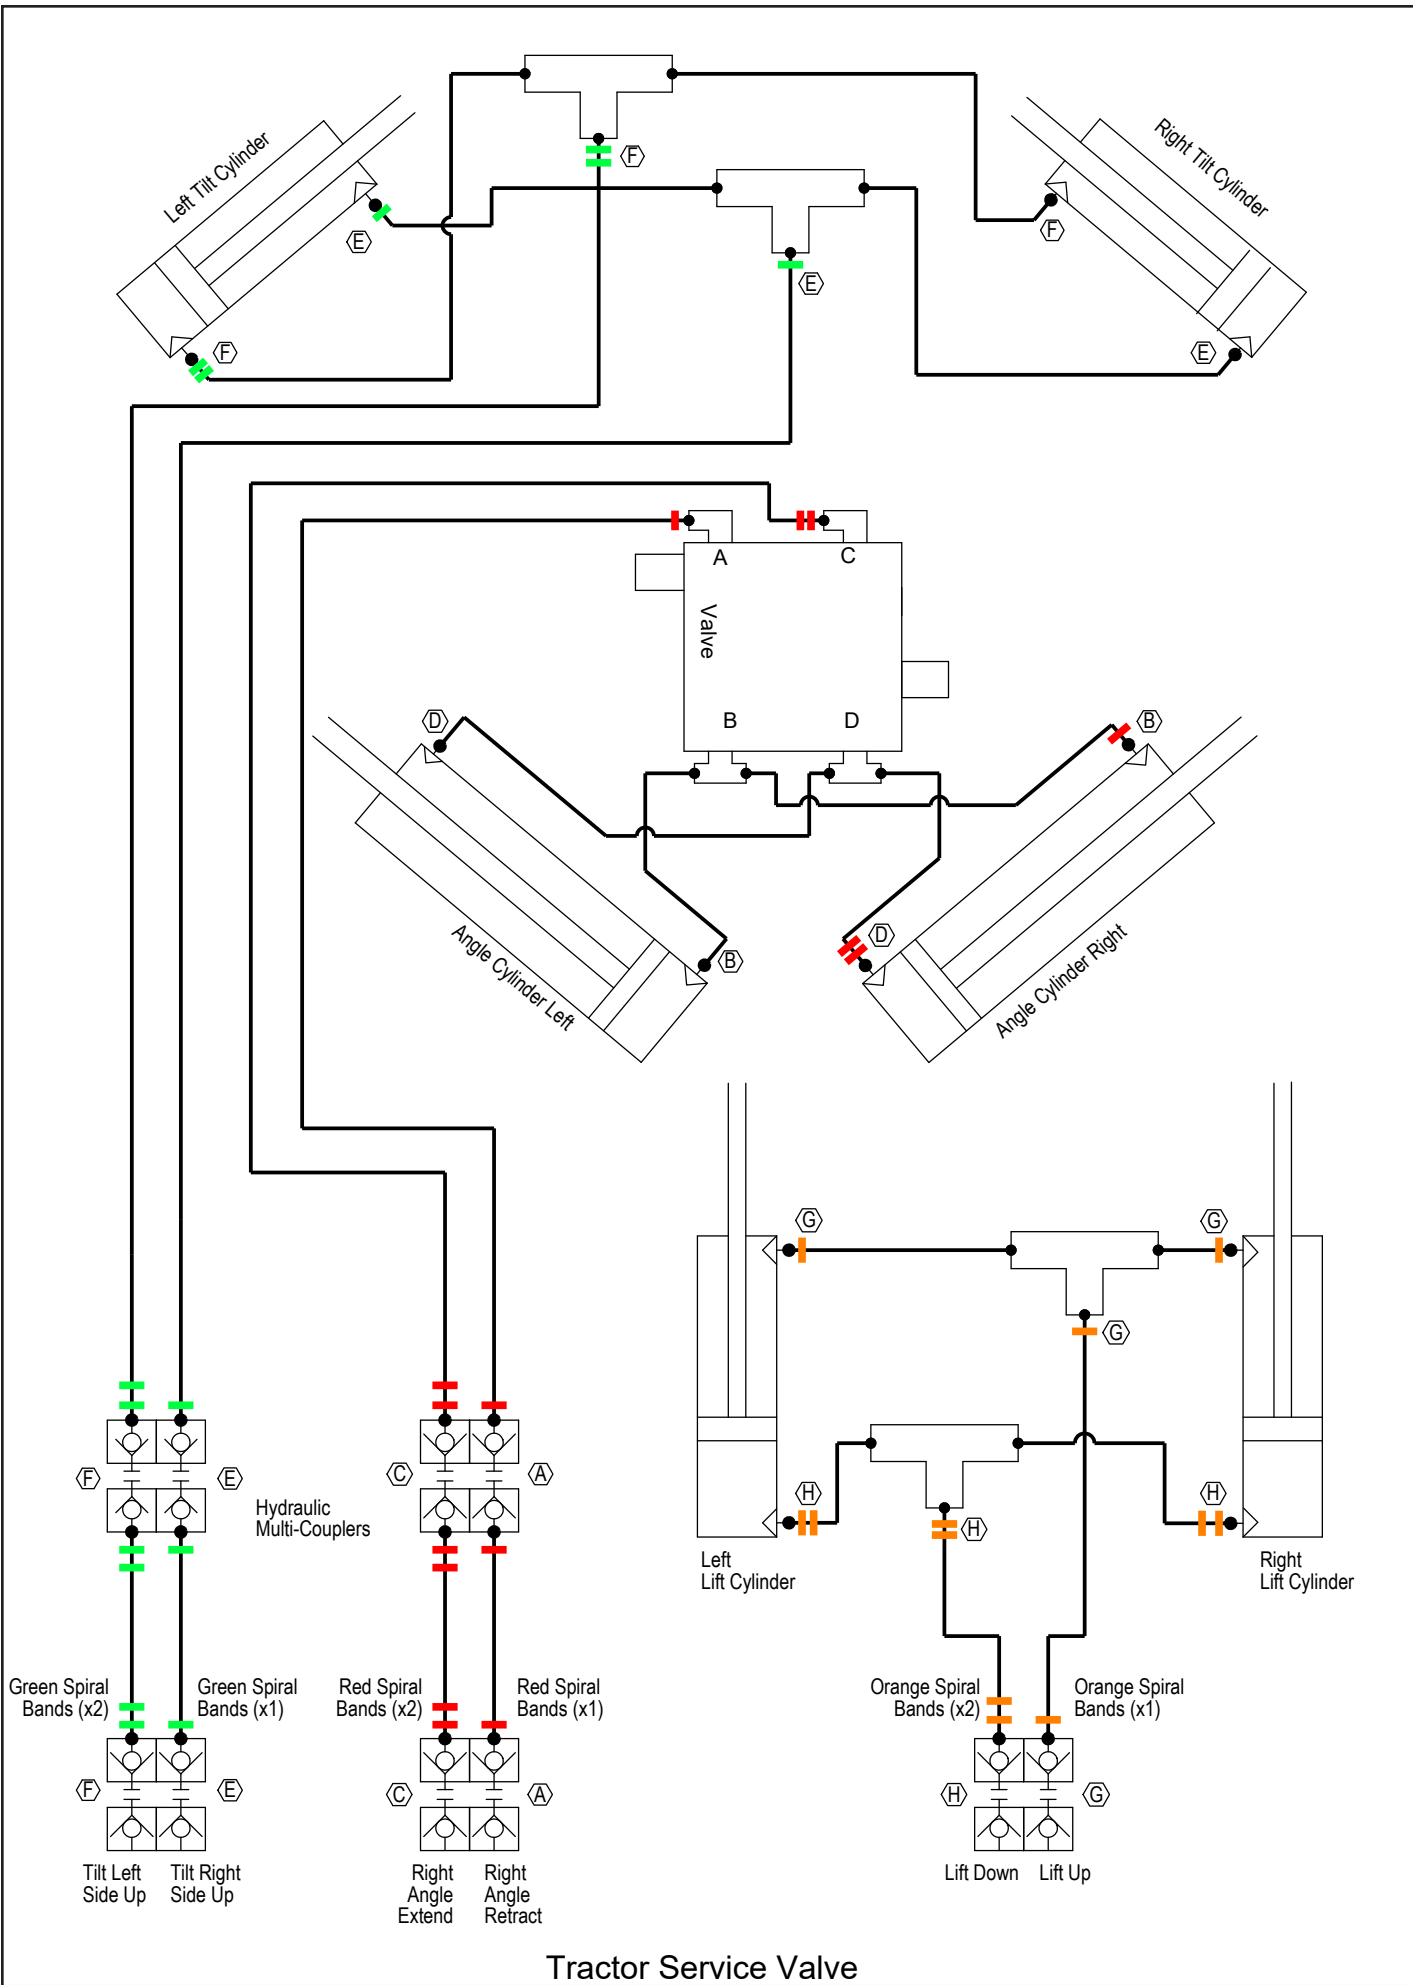 F
Left Tilt Cylinder
Right Tilt Cylinder
E
F
E
F
E
A
C
Valve
B
D
D
B
D
B
Angle Cylinder Left
Angle Cylinder Right
G
G
G
F
E
C
A
Hydraulic
Multi-Couplers
H
H
H
Left
Lift Cylinder
Right
Lift Cylinder
Green Spiral
Bands (x2)
Green Spiral
Bands (x1)
Red Spiral
Bands (x2)
Red Spiral
Bands (x1)
Orange Spiral
Bands (x2)
Orange Spiral
Bands (x1)
F
E
C
A
H
G
Tilt Left
Side Up
Tilt Right
Side Up
Right
Angle
Extend
Right
Angle
Retract
Lift Down
Lift Up
Tractor Service Valve